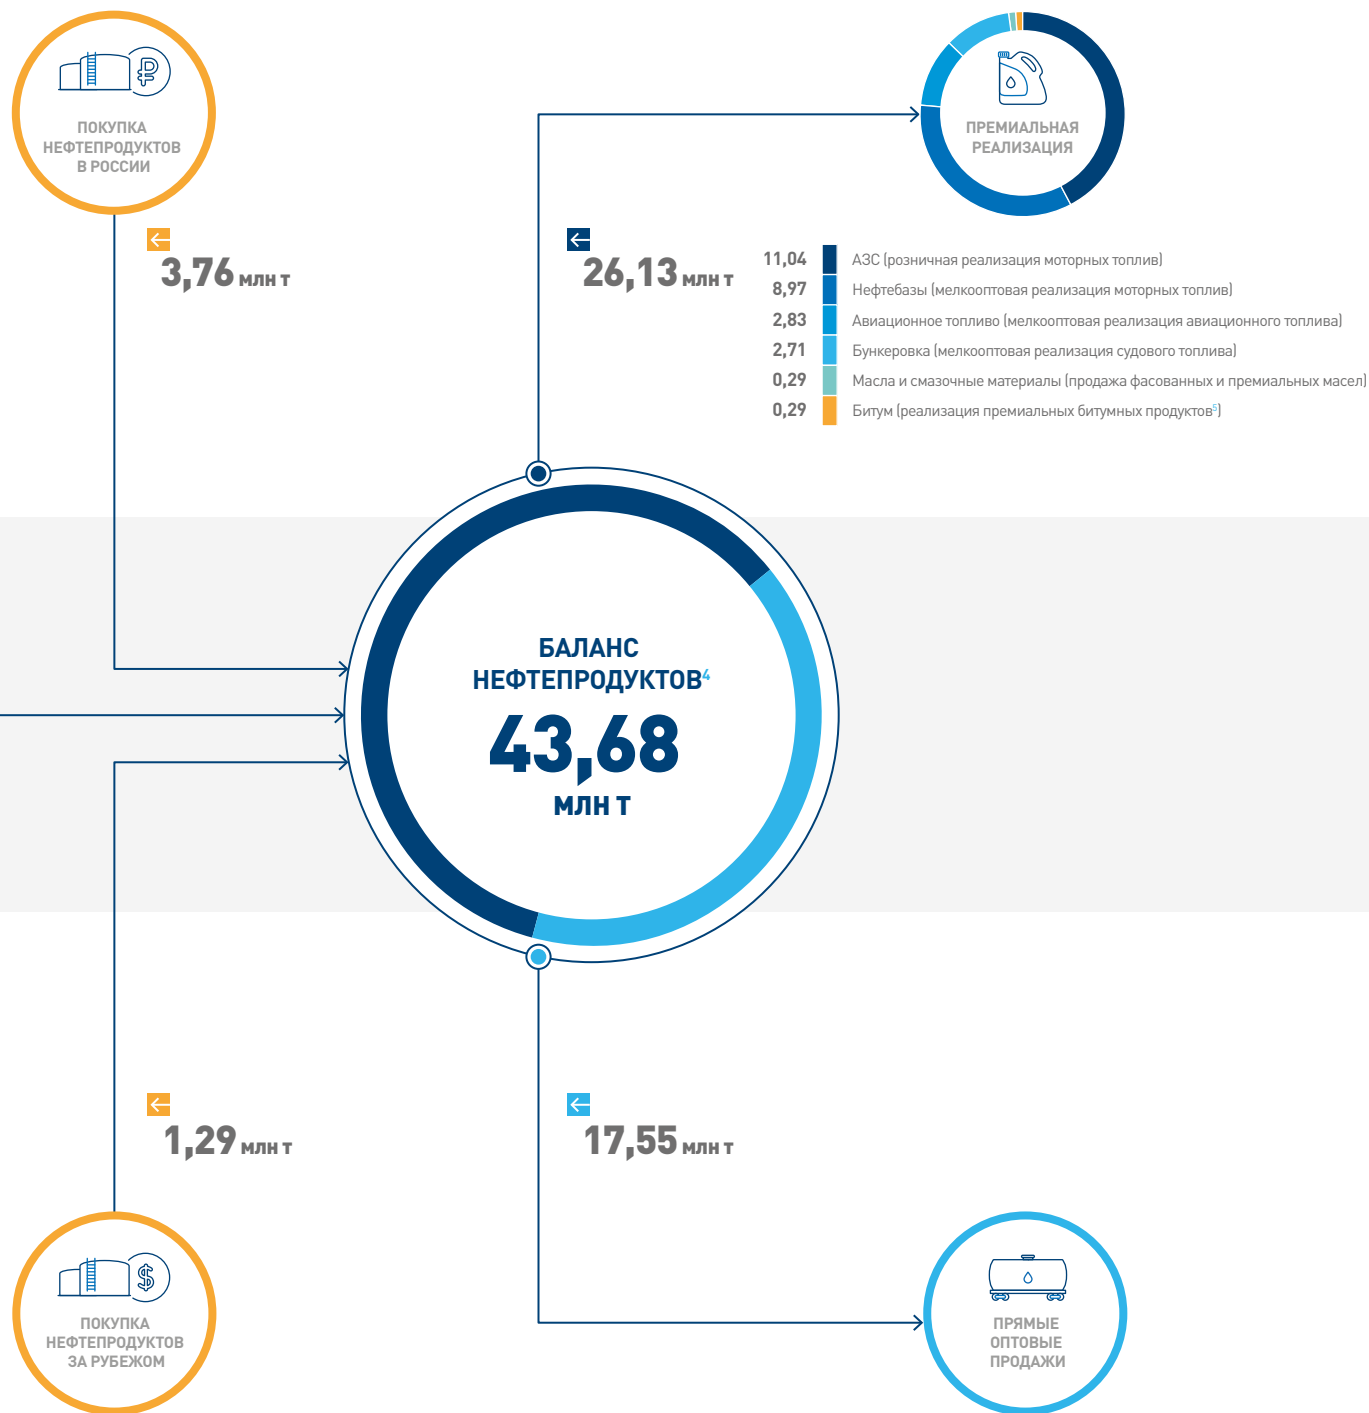 ПОКУПКА
НЕФТЕПРОДУКТОВ
В РОССИИ
ПРЕМИАЛЬНАЯ
РЕАЛИЗАЦИЯ
3,76 млн т
26,13 млн т
11,04 АЗС (розничная реализация моторных топлив)
8,97 Нефтебазы (мелкооптовая реализация моторных топлив)
2,83 Авиационное топливо (мелкооптовая реализация авиационного топлива)
2,71 Бункеровка (мелкооптовая реализация судового топлива)
0,29 Масла и смазочные материалы (продажа фасованных и премиальных масел)
0,29 Битум (реализация премиальных битумных продуктов⁵)
БАЛАНС
НЕФТЕПРОДУКТОВ⁴
43,68
МЛН Т
1,29 млн т
17,55 млн т
ПОКУПКА
НЕФТЕПРОДУКТОВ
ЗА РУБЕЖОМ
ПРЯМЫЕ
ОПТОВЫЕ
ПРОДАЖИ